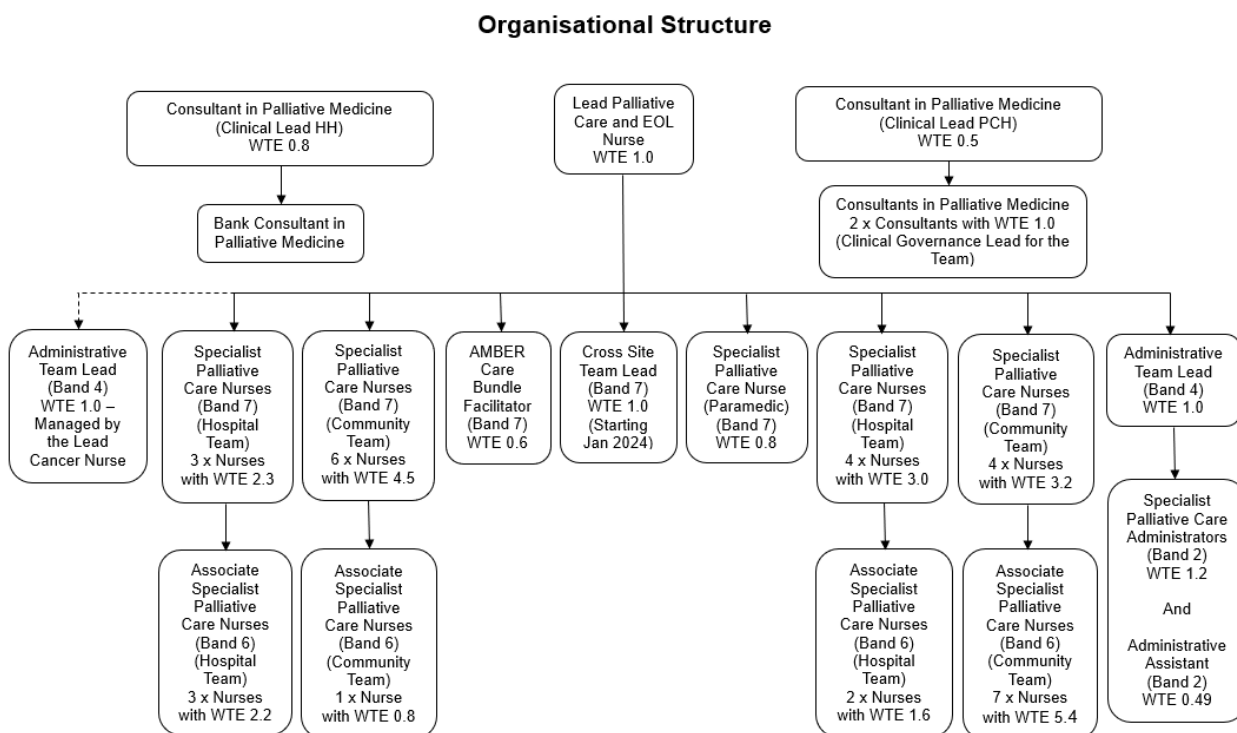 Organisational Structure
Consultant in Palliative Medicine
(Clinical Lead HH)
WTE 0.8
Lead Palliative
Care and EOL
Nurse
WTE 1.0
Consultant in Palliative Medicine
(Clinical Lead PCH)
WTE 0.5
Bank Consultant in
Palliative Medicine
Consultants in Palliative Medicine
2 x Consultants with WTE 1.0
(Clinical Governance Lead for the
Team)
Administrative
Team Lead
(Band 4)
WTE 1.0 –
Managed by
the Lead
Cancer Nurse
Specialist
Palliative
Care Nurses
(Band 7)
(Hospital
Team)
3 x Nurses
with WTE 2.3
Specialist
Palliative
Care Nurses
(Band 7)
(Community
Team)
6 x Nurses
with WTE 4.5
AMBER
Care
Bundle
Facilitator
(Band 7)
WTE 0.6
Cross Site
Team Lead
(Band 7)
WTE 1.0
(Starting
Jan 2024)
Specialist
Palliative
Care Nurse
(Paramedic)
(Band 7)
WTE 0.8
Specialist
Palliative
Care Nurses
(Band 7)
(Hospital
Team)
4 x Nurses
with WTE 3.0
Specialist
Palliative
Care Nurses
(Band 7)
(Community
Team)
4 x Nurses
with WTE 3.2
Administrative
Team Lead
(Band 4)
WTE 1.0
Associate
Specialist
Palliative
Care Nurses
(Band 6)
(Hospital
Team)
3 x Nurses
with WTE 2.2
Associate
Specialist
Palliative
Care Nurses
(Band 6)
(Community
Team)
1 x Nurse
with WTE 0.8
Associate
Specialist
Palliative
Care Nurses
(Band 6)
(Hospital
Team)
2 x Nurses
with WTE 1.6
Associate
Specialist
Palliative
Care Nurses
(Band 6)
(Community
Team)
7 x Nurses
with WTE 5.4
Specialist
Palliative Care
Administrators
(Band 2)
WTE 1.2
And
Administrative
Assistant
(Band 2)
WTE 0.49